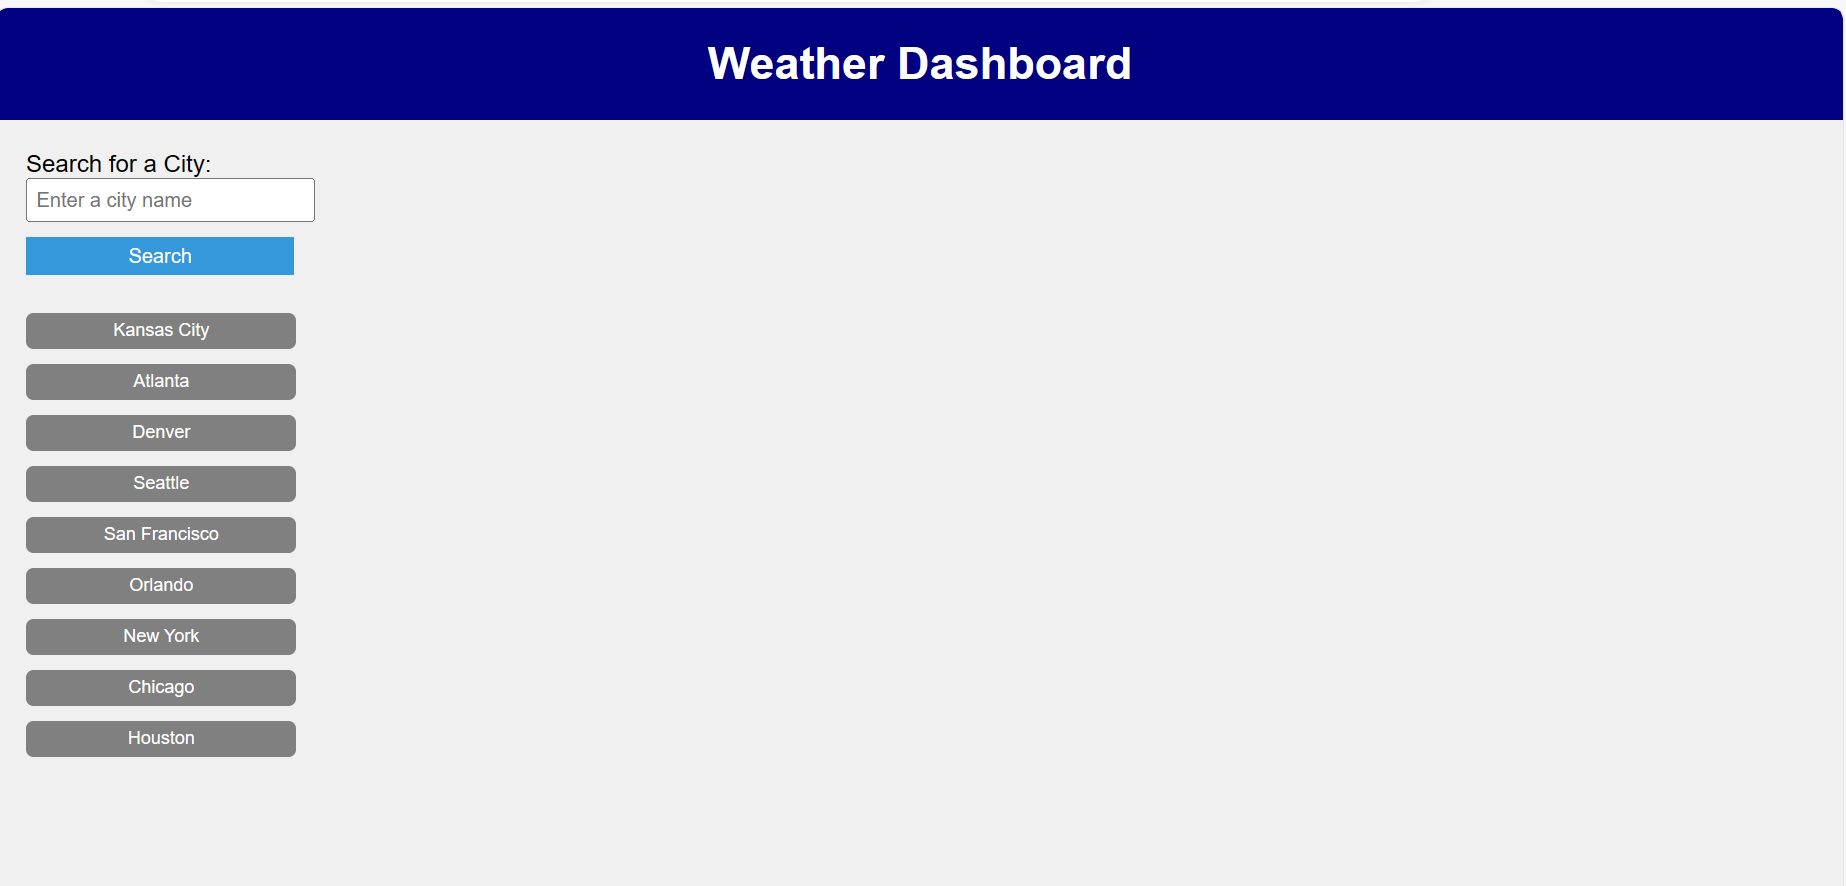 Weather Dashboard
Search for a City:
Enter a city name
Search
Kansas City
Atlanta
Denver
Seattle
San Francisco
Orlando
New York
Chicago
Houston